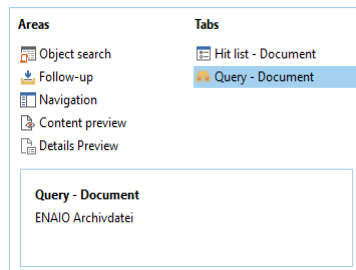 Areas
Object search
Follow-up
Navigation
Content preview
Details Preview
Tabs
Hit list - Document
Query - Document
Query - Document
ENAIO Archivdatei